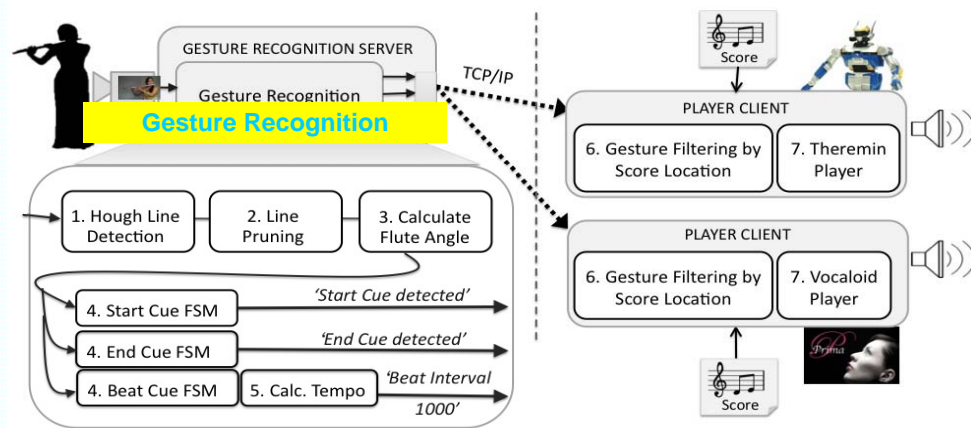 GESTURE RECOGNITION SERVER
Gesture Recognition
Gesture Recognition
TCP/IP
1. Hough Line
Detection
2. Line
Pruning
3. Calculate
Flute Angle
4. Start Cue FSM
'Start Cue detected'
4. End Cue FSM
'End Cue detected'
4. Beat Cue FSM
5. Calc. Tempo
'Beat Interval
1000'
Score
PLAYER CLIENT
6. Gesture Filtering by
Score Location
7. Theremin
Player
PLAYER CLIENT
6. Gesture Filtering by
Score Location
7. Vocaloid
Player
Prima
Score